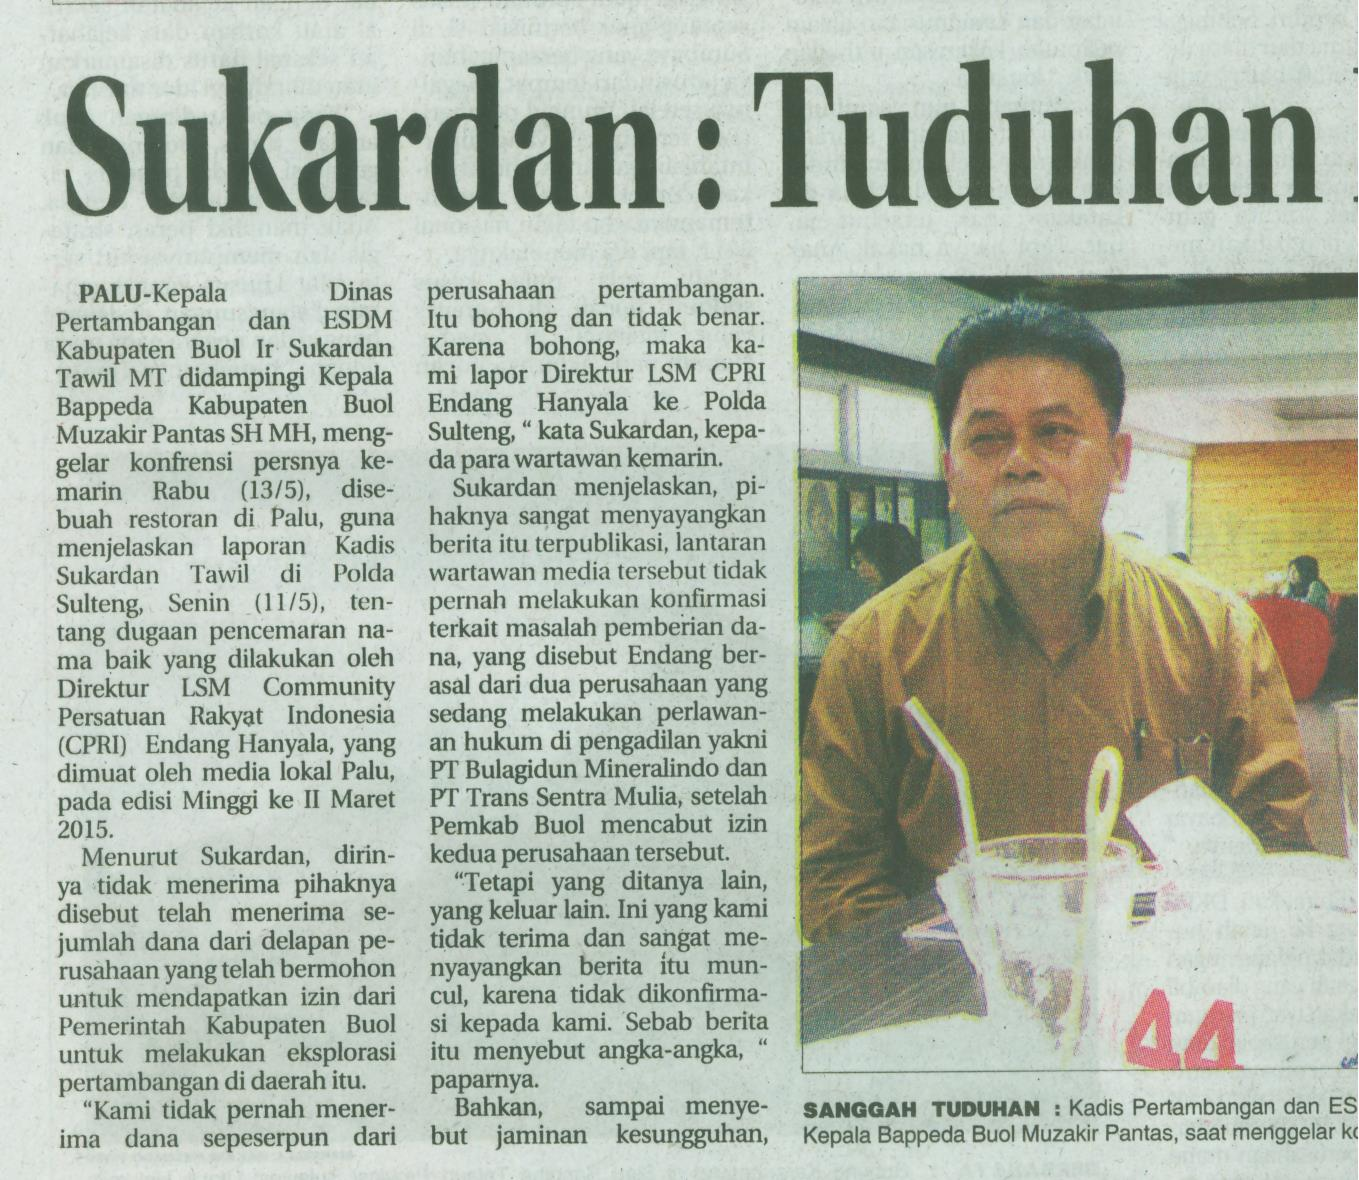 Sukardan : Tuduhan
PALU-Kepala Dinas
Pertambangan dan ESDM
Kabupaten Buol Ir Sukardan
Tawil MT didampingi Kepala
Bappeda Kabupaten Buol
Muzakir Pantas SH MH, meng-
gelar konfrensi persnya ke-
marin Rabu (13/5), dise-
buah restoran di Palu, guna
menjelaskan laporan Kadis
Sukardan Tawil di Polda
Sulteng, Senin (11/5), ten-
tang dugaan pencemaran na-
ma baik yang dilakukan oleh
Direktur LSM Community
Persatuan Rakyat Indonesia
(CPRI) Endang Hanyala, yang
dimuat oleh media lokal Palu,
pada edisi Minggi ke II Maret
2015.
Menurut Sukardan, dirin-
ya tidak menerima pihaknya
disebut telah menerima se-
jumlah dana dari delapan pe-
rusahaan yang telah bermohon
untuk mendapatkan izin dari
Pemerintah Kabupaten Buol
untuk melakukan eksplorasi
pertambangan di daerah itu.
“Kami tidak pernah mener-
ima dana sepeserpun dari
perusahaan pertambangan.
Itu bohong dan tidak benar.
Karena bohong, maka ka-
mi lapor Direktur LSM CPRI
Endang Hanyala ke Polda
Sulteng, “ kata Sukardan, kepa-
da para wartawan kemarin.
Sukardan menjelaskan, pi-
haknya sangat menyayangkan
berita itu terpublikasi, lantaran
wartawan media tersebut tidak
pernah melakukan konfirmasi
terkait masalah pemberian da-
na, yang disebut Endang ber-
asal dari dua perusahaan yang
sedang melakukan perlawan-
an hukum di pengadilan yakni
PT Bulagidun Mineralindo dan
PT Trans Sentra Mulia, setelah
Pemkab Buol mencabut izin
kedua perusahaan tersebut.
“Tetapi yang ditanya lain,
yang keluar lain. Ini yang kami
tidak terima dan sangat me-
nyayangkan berita itu mun-
cul, karena tidak dikonfirma-
si kepada kami. Sebab berita
itu menyebut angka-angka, “
paparnya.
Bahkan, sampai menye-
but jaminan kesungguhan,
44
SANGGAH TUDUHAN : Kadis Pertambangan dan ES
Kepala Bappeda Buol Muzakir Pantas, saat menggelar ko